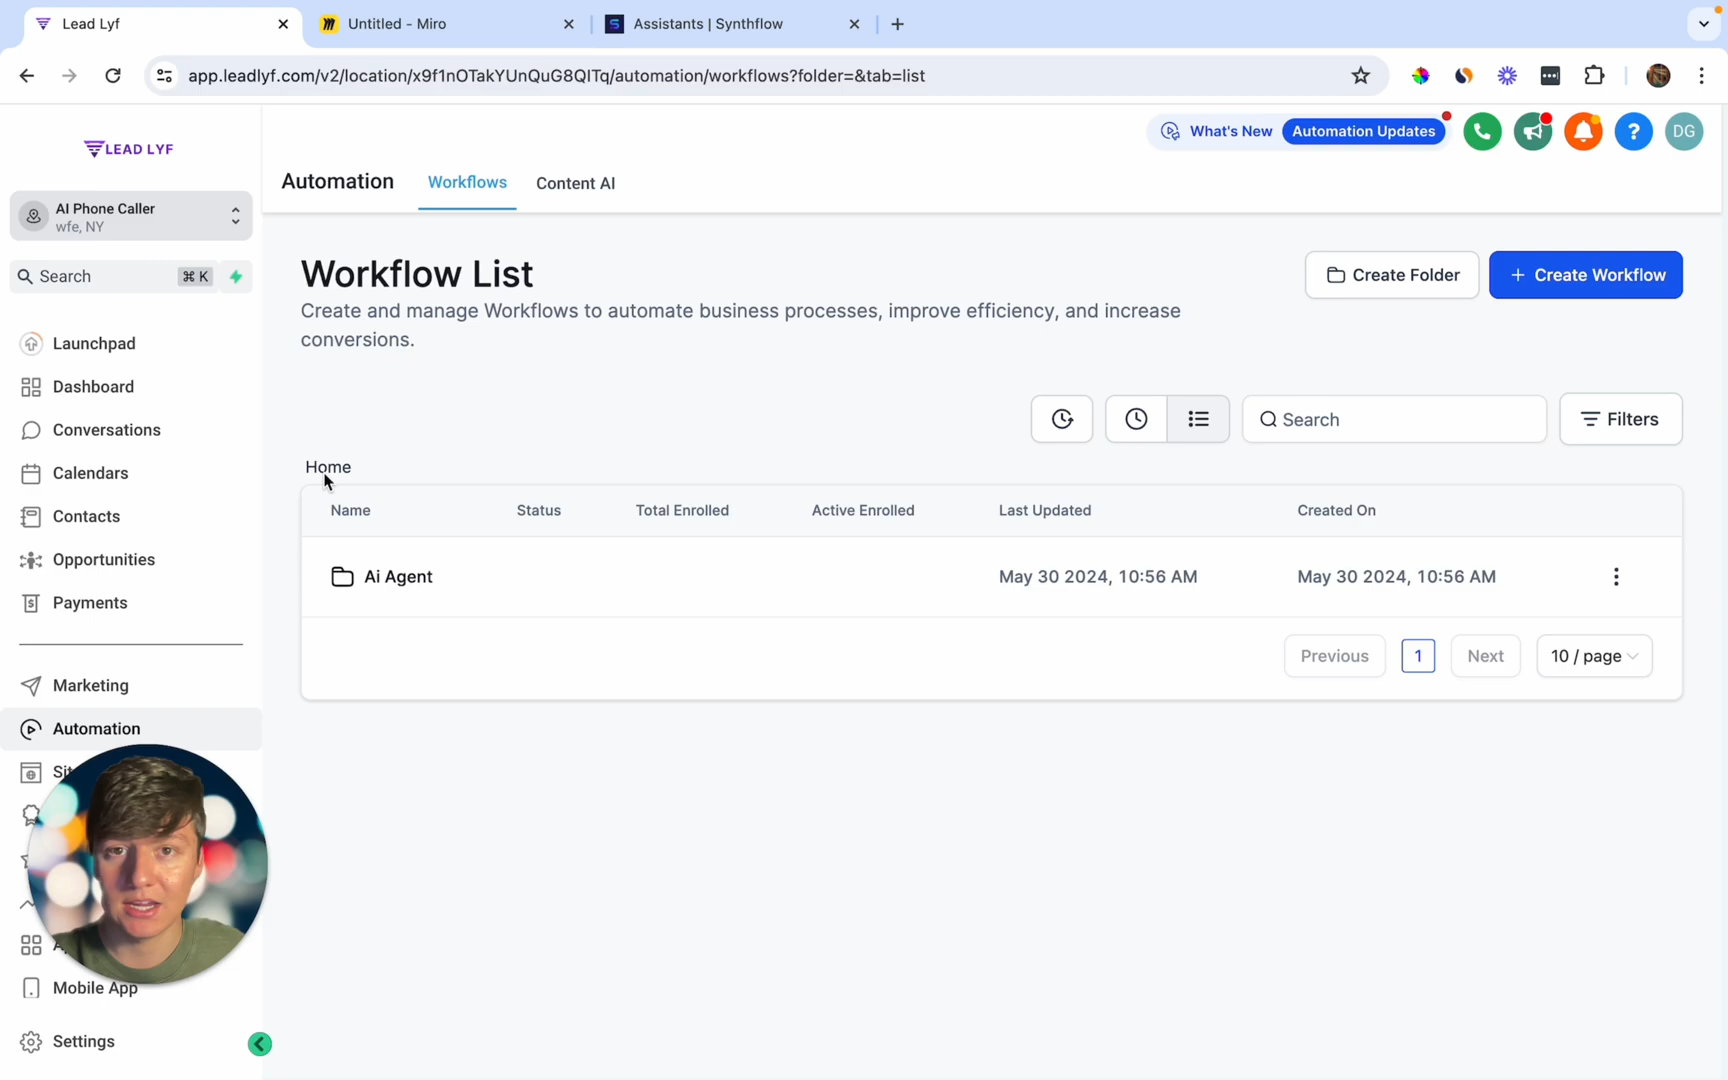 Lead Lyf
Untitled - Miro
Assistants | Synthflow
app.leadlyf.com/v2/location/x9f1nOTakYUnQuG8QITq/automation/workflows?folder=&tab=list
LEAD LYF
What's New
Automation Updates
DG
Automation
Workflows
Content AI
AI Phone Caller
wfe, NY
Search
⌘ K
Launchpad
Dashboard
Conversations
Calendars
Contacts
Opportunities
Payments
Marketing
Automation
Mobile App
Settings
Workflow List
Create and manage Workflows to automate business processes, improve efficiency, and increase
conversions.
Create Folder
+ Create Workflow
Search
Filters
Home
Name Status Total Enrolled Active Enrolled Last Updated Created On
Ai Agent May 30 2024, 10:56 AM May 30 2024, 10:56 AM
Previous 1 Next 10 / page